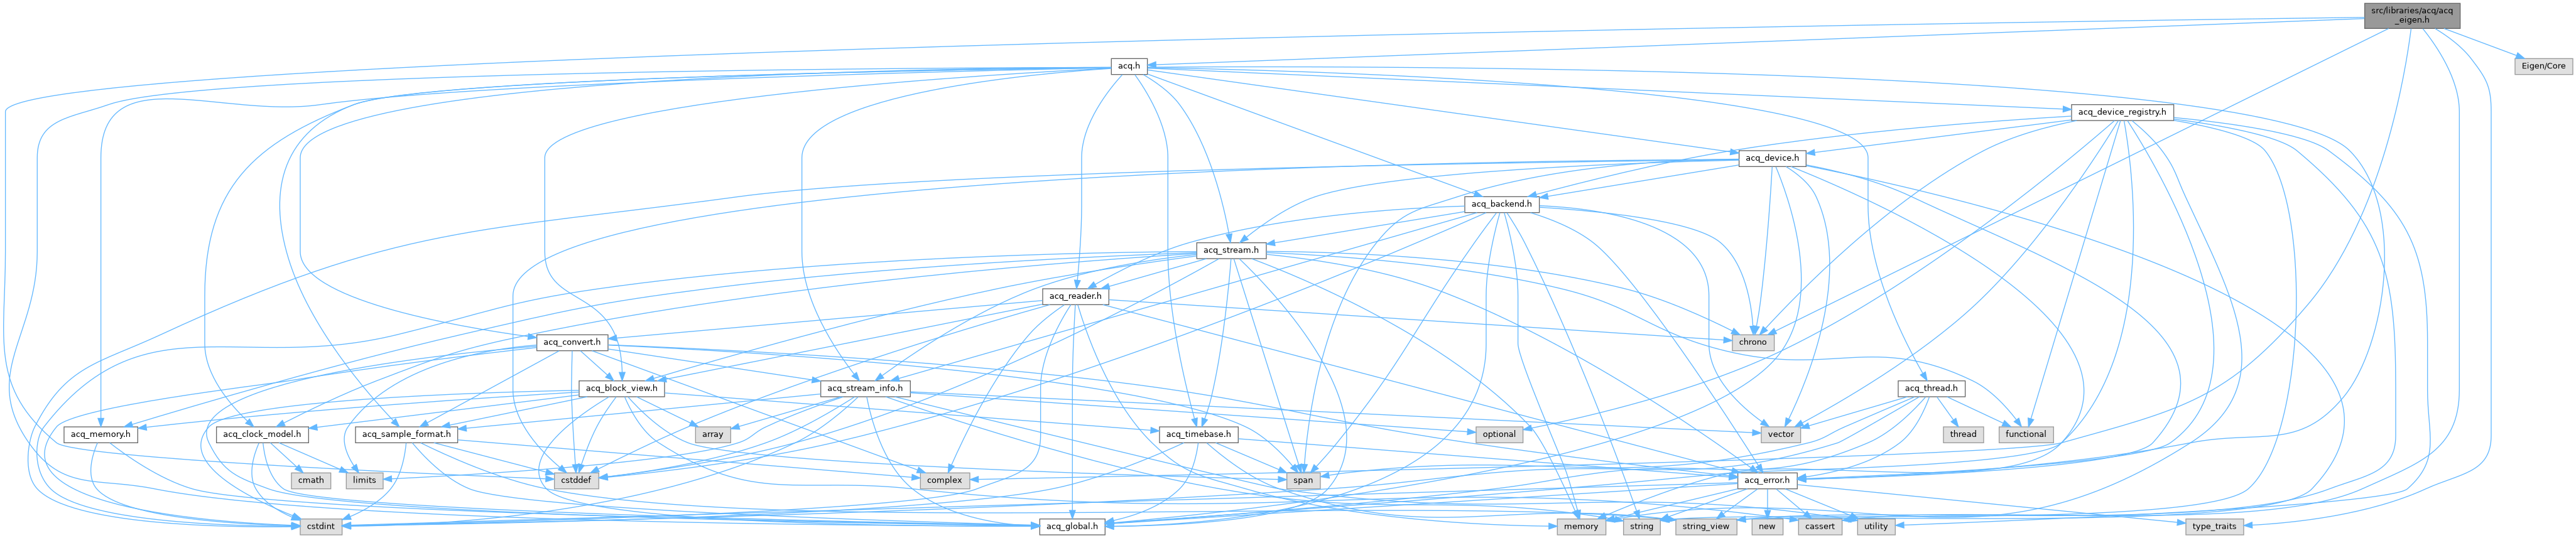 src/libraries/acq/acq
_eigen.h
acq.h
Eigen/Core
acq_device_registry.h
acq_device.h
acq_backend.h
acq_stream.h
acq_reader.h
acq_convert.h
chrono
acq_block_view.h
acq_stream_info.h
acq_thread.h
acq_memory.h
acq_clock_model.h
acq_sample_format.h
array
acq_timebase.h
optional
vector
thread
functional
cmath
limits
cstddef
complex
span
acq_error.h
cstdint
acq_global.h
memory
string
string_view
new
cassert
utility
type_traits